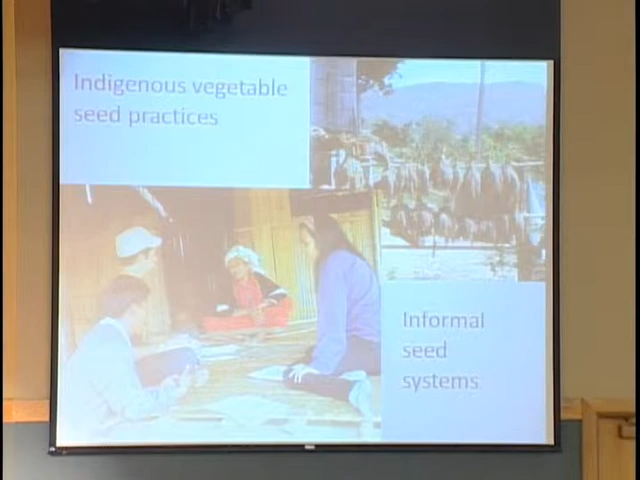 Indigenous vegetable
seed practices
Informal
seed
systems